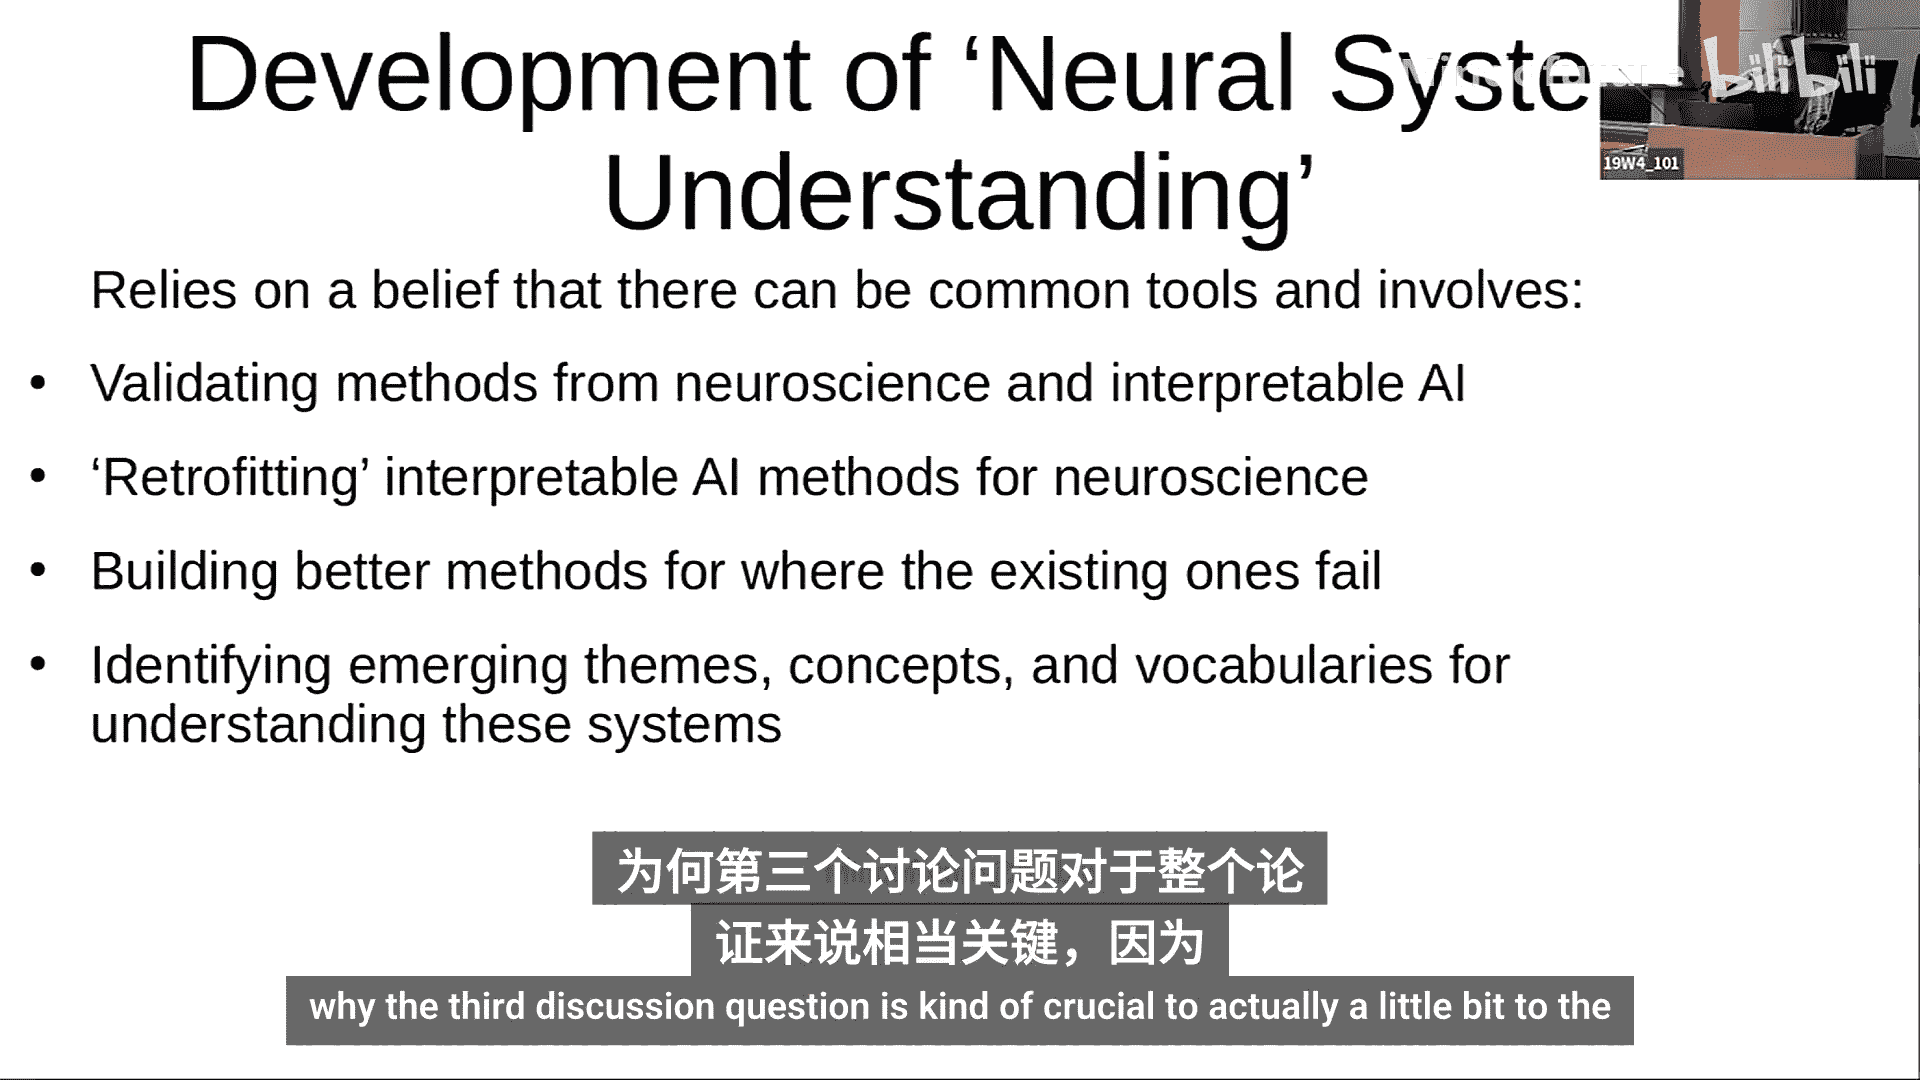 Development of ‘Neural Syste
bilibili
19W4_101
Understanding’
Relies on a belief that there can be common tools and involves:
• Validating methods from neuroscience and interpretable AI
• ‘Retrofitting’ interpretable AI methods for neuroscience
• Building better methods for where the existing ones fail
• Identifying emerging themes, concepts, and vocabularies for
understanding these systems
为何第三个讨论问题对于整个论
证来说相当关键，因为
why the third discussion question is kind of crucial to actually a little bit to the